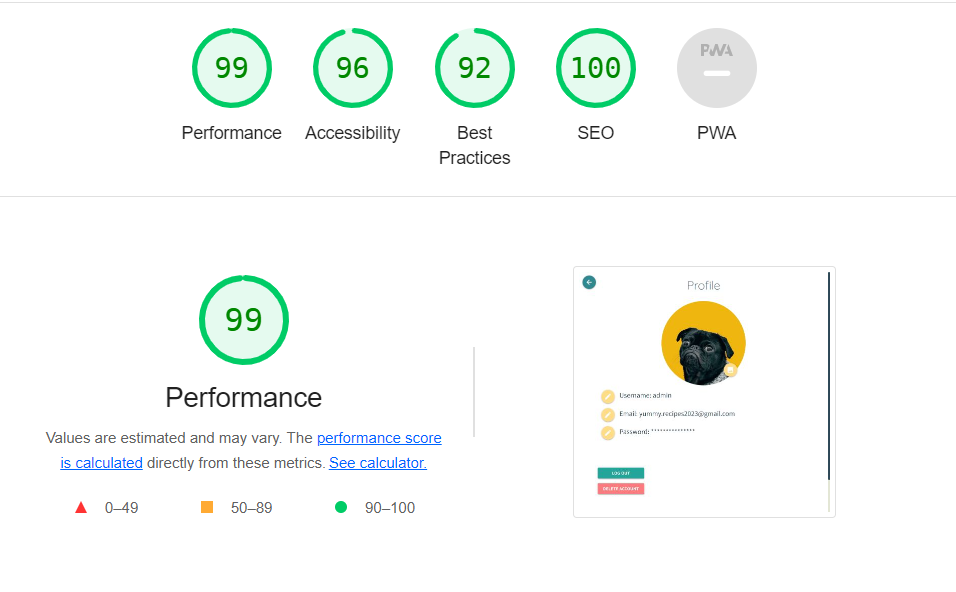 99
96
92
100
PWA
Performance
Accessibility
Best
Practices
SEO
PWA
99
Performance
Values are estimated and may vary. The performance score
is calculated directly from these metrics. See calculator.
0–49
50–89
90–100
Profile
Username: admin
Email: yummy.recipes2023@gmail.com
Password: ***************
LOG OUT
DELETE ACCOUNT